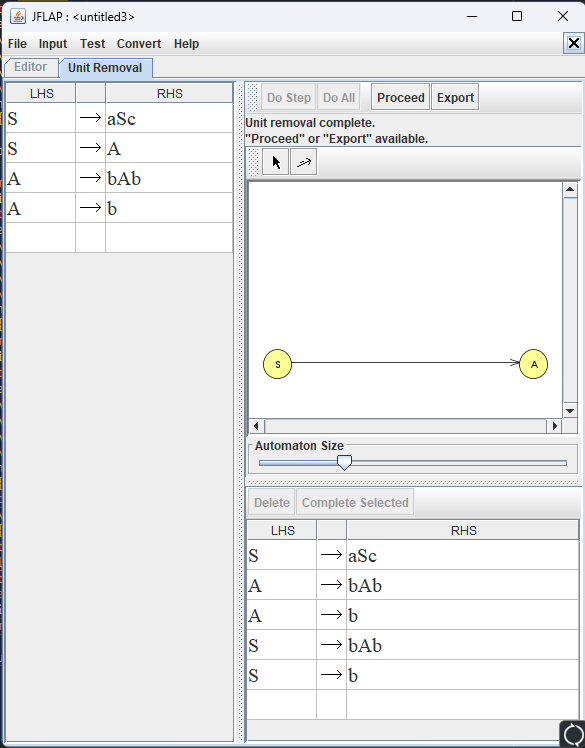 JFLAP : <untitled3>
File Input Test Convert Help
Editor Unit Removal
LHS RHS
S → aSc
S → A
A → bAb
A → b
Do Step Do All Proceed Export
Unit removal complete.
"Proceed" or "Export" available.
S A
Automaton Size
Delete Complete Selected
LHS RHS
S → aSc
A → bAb
A → b
S → bAb
S → b